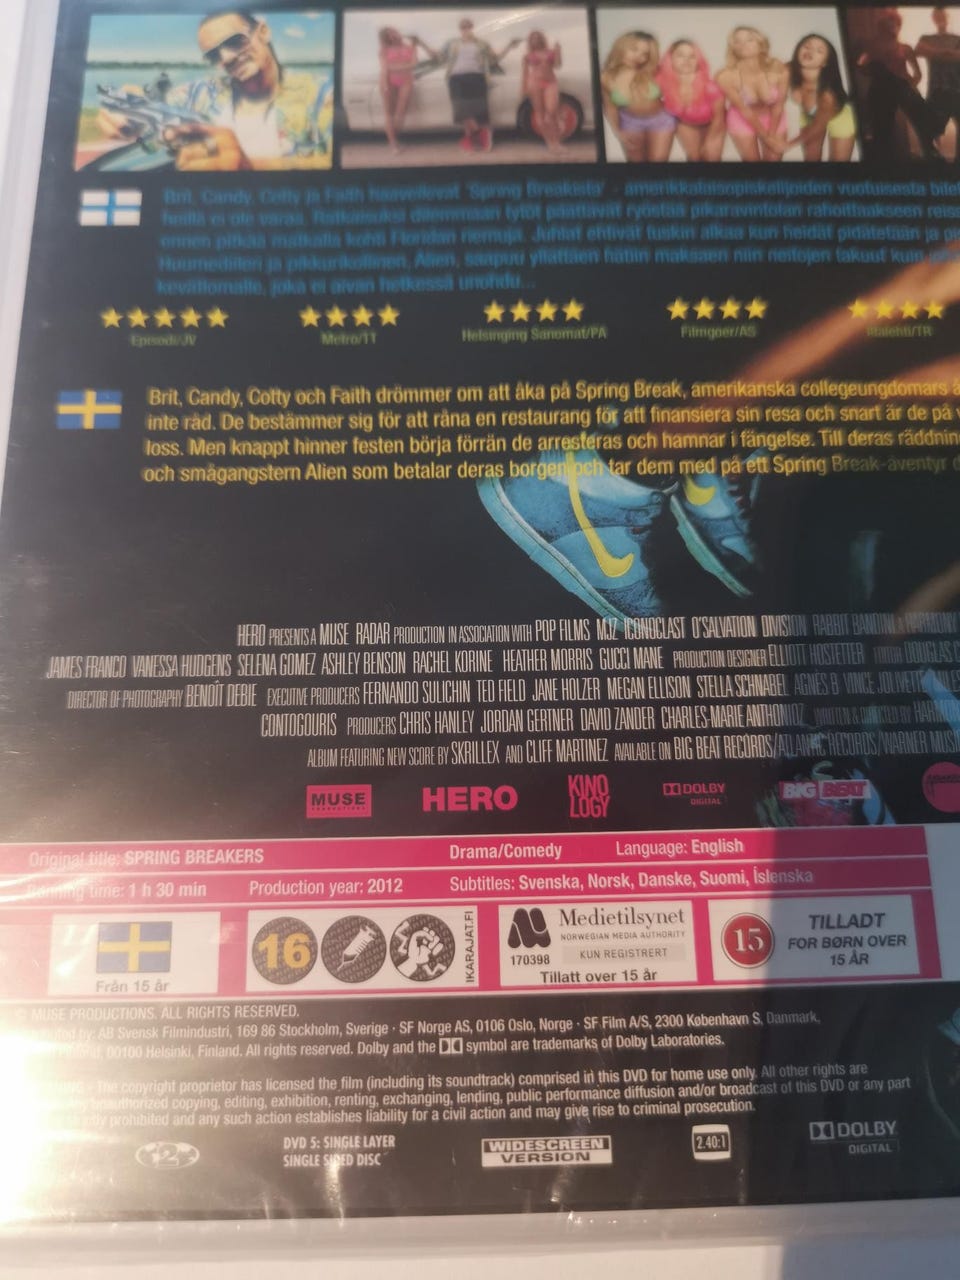 Brit, Candy, Cotty ja Faith haaveilevat 'Spring Breakista' - amerikkalaisopiskelijoiden vuotuisesta
heillä ei ole varaa. Ratkaisuksi dilemmaan tytöt päättävät ryöstää pikaravintolan rahoittaakseen
ennen pitkää matkalla kohti Floridan riemuja. Juhlat ehtivät tuskin alkaa kun heidät pidätetään ja
Huumediileri ja pikkurikollinen, Alien, saapuu yllättäen hätiin maksaen niin neitojen takuut kuin
kevätlomalle, joka ei aivan hetkessä unohdu...
Episodi/JV
Metro/TT
Helsinging Sanomat/PA
Filmgoer/AS
Iltalehti/TR
Brit, Candy, Cotty och Faith drömmer om att åka på Spring Break, amerikanska collegeungdomars
inte råd. De bestämmer sig för att råna en restaurang för att finansiera sin resa och snart är de på
loss. Men knappt hinner festen börja förrän de arresteras och hamnar i fängelse. Till deras
och smågangstern Alien som betalar deras borgen och tar dem med på ett Spring Break-äventyr
HERO PRESENTS A MUSE RADAR PRODUCTION IN ASSOCIATION WITH POP FILMS MJZ ICONOCLAST O'SALVATION DIVISION RABBIT BANDINI A HARMONY
JAMES FRANCO VANESSA HUDGENS SELENA GOMEZ ASHLEY BENSON RACHEL KORINE HEATHER MORRIS GUCCI MANE PRODUCTION DESIGNER ELLIOTT HOSTETTER EDITOR DOUGLAS
DIRECTOR OF PHOTOGRAPHY BENOÎT DEBIE EXECUTIVE PRODUCERS FERNANDO SULICHIN TED FIELD JANE HOLZER MEGAN ELLISON STELLA SCHNABEL AGNÈS B VINCE JOLIVETTE
CONTOGOURIS PRODUCERS CHRIS HANLEY JORDAN GERTNER DAVID ZANDER CHARLES-MARIE ANTHONIOZ WRITTEN & DIRECTED BY
ALBUM FEATURING NEW SCORE BY SKRILLEX AND CLIFF MARTINEZ AVAILABLE ON BIG BEAT RECORDS/ATLANTIC RECORDS/WARNER
MUSE
PRODUCTIONS
HERO
KINO
LOGY
DOLBY
DIGITAL
BIG BEAT
Original title: SPRING BREAKERS
Drama/Comedy
Language: English
Running time: 1 h 30 min
Production year: 2012
Subtitles: Svenska, Norsk, Danske, Suomi, Íslenska
Från 15 år
16
IKARAJAT.FI
Medietilsynet
NORWEGIAN MEDIA AUTHORITY
170398
KUN REGISTRERT
Tillatt over 15 år
15
TILLADT
FOR BØRN OVER
15 ÅR
© MUSE PRODUCTIONS. ALL RIGHTS RESERVED.
by AB Svensk Filmindustri, 169 86 Stockholm, Sverige · SF Norge AS, 0106 Oslo, Norge · SF Film A/S, 2300 København S, Danmark,
00100 Helsinki, Finland. All rights reserved. Dolby and the symbol are trademarks of Dolby Laboratories.
- The copyright proprietor has licensed the film (including its soundtrack) comprised in this DVD for home use only. All other rights are
unauthorized copying, editing, exhibition, renting, exchanging, lending, public performance diffusion and/or broadcast of this DVD or any part
prohibited and any such action establishes liability for a civil action and may give rise to criminal prosecution.
2
DVD 5: SINGLE LAYER
SINGLE SIDED DISC
WIDESCREEN
VERSION
2.40:1
DOLBY
DIGITAL